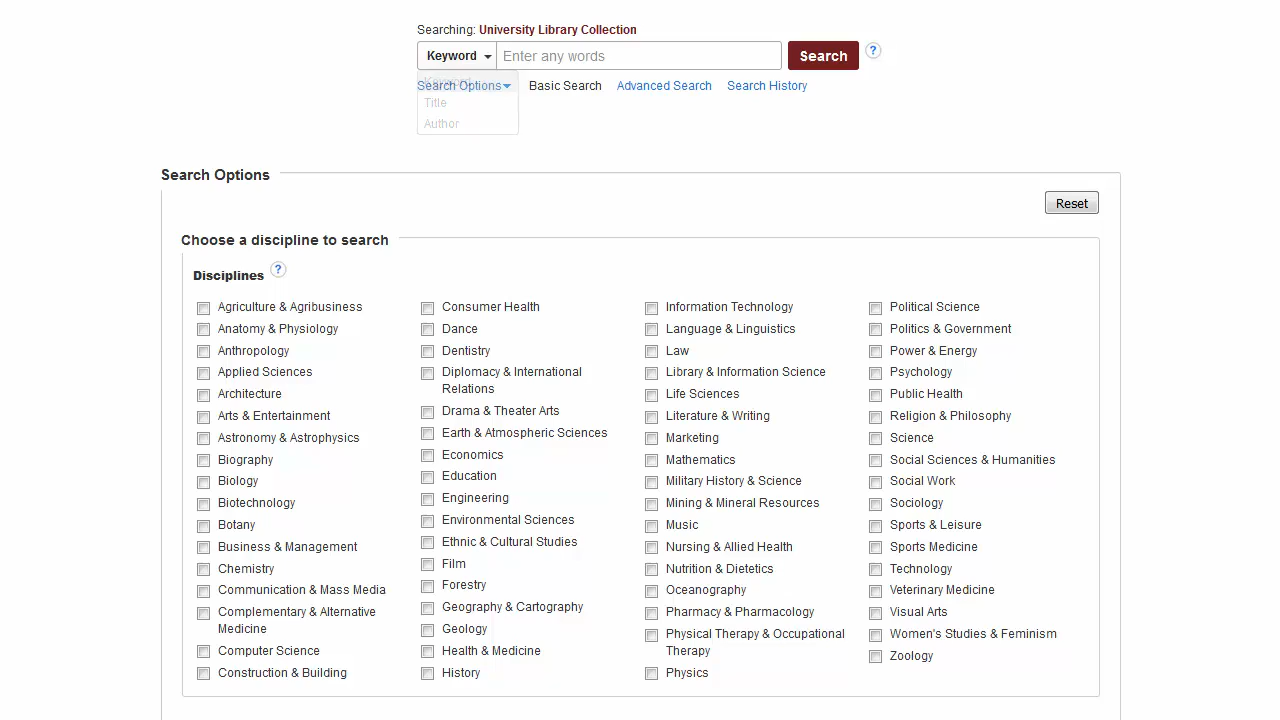 Searching: University Library Collection
Keyword Enter any words Search ?
Keyword
Search Options Basic Search Advanced Search Search History
Title
Author
Search Options
Reset
Choose a discipline to search
Disciplines ?
Agriculture & Agribusiness
Anatomy & Physiology
Anthropology
Applied Sciences
Architecture
Arts & Entertainment
Astronomy & Astrophysics
Biography
Biology
Biotechnology
Botany
Business & Management
Chemistry
Communication & Mass Media
Complementary & Alternative
Medicine
Computer Science
Construction & Building
Consumer Health
Dance
Dentistry
Diplomacy & International
Relations
Drama & Theater Arts
Earth & Atmospheric Sciences
Economics
Education
Engineering
Environmental Sciences
Ethnic & Cultural Studies
Film
Forestry
Geography & Cartography
Geology
Health & Medicine
History
Information Technology
Language & Linguistics
Law
Library & Information Science
Life Sciences
Literature & Writing
Marketing
Mathematics
Military History & Science
Mining & Mineral Resources
Music
Nursing & Allied Health
Nutrition & Dietetics
Oceanography
Pharmacy & Pharmacology
Physical Therapy & Occupational
Therapy
Physics
Political Science
Politics & Government
Power & Energy
Psychology
Public Health
Religion & Philosophy
Science
Social Sciences & Humanities
Social Work
Sociology
Sports & Leisure
Sports Medicine
Technology
Veterinary Medicine
Visual Arts
Women's Studies & Feminism
Zoology